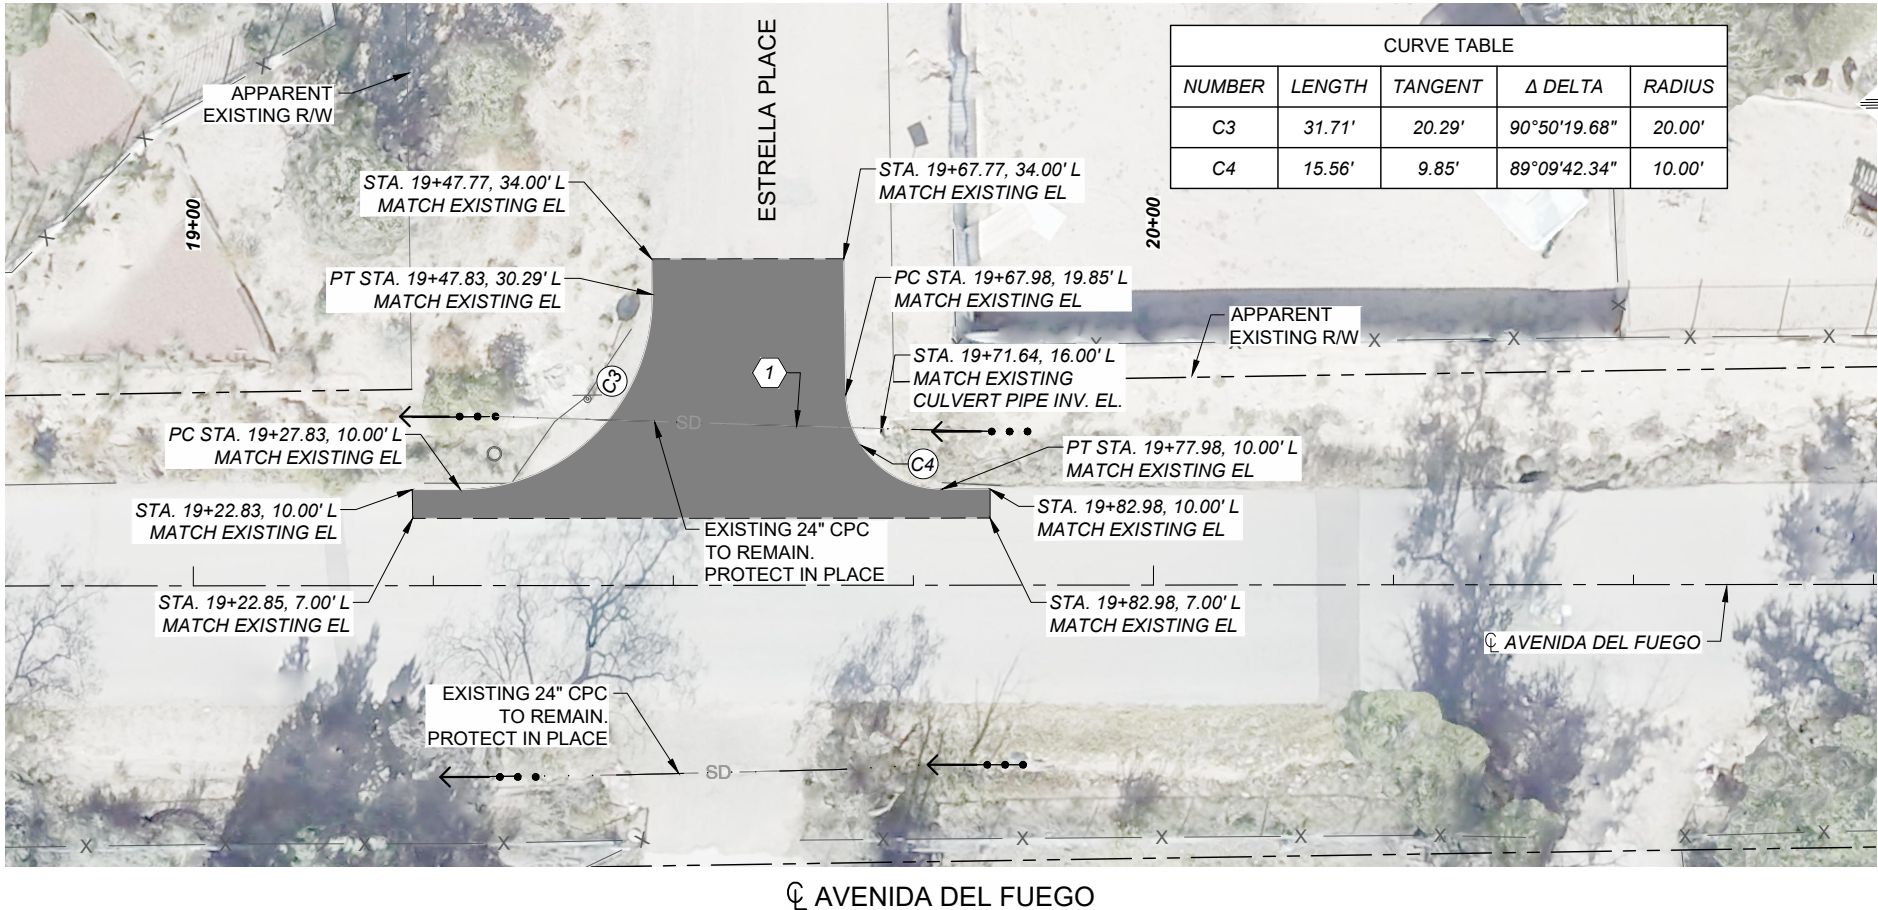 CURVE TABLE
NUMBER LENGTH TANGENT Δ DELTA RADIUS
C3 31.71' 20.29' 90°50'19.68" 20.00'
C4 15.56' 9.85' 89°09'42.34" 10.00'
APPARENT
EXISTING R/W
ESTRELLA PLACE
19+00
20+00
STA. 19+47.77, 34.00' L
MATCH EXISTING EL
STA. 19+67.77, 34.00' L
MATCH EXISTING EL
PT STA. 19+47.83, 30.29' L
MATCH EXISTING EL
PC STA. 19+67.98, 19.85' L
MATCH EXISTING EL
APPARENT
EXISTING R/W
STA. 19+71.64, 16.00' L
MATCH EXISTING
CULVERT PIPE INV. EL.
1
C3
SD
C4
PC STA. 19+27.83, 10.00' L
MATCH EXISTING EL
PT STA. 19+77.98, 10.00' L
MATCH EXISTING EL
STA. 19+22.83, 10.00' L
MATCH EXISTING EL
STA. 19+82.98, 10.00' L
MATCH EXISTING EL
EXISTING 24" CPC
TO REMAIN.
PROTECT IN PLACE
STA. 19+22.85, 7.00' L
MATCH EXISTING EL
STA. 19+82.98, 7.00' L
MATCH EXISTING EL
℄ AVENIDA DEL FUEGO
EXISTING 24" CPC
TO REMAIN.
PROTECT IN PLACE
SD
℄ AVENIDA DEL FUEGO